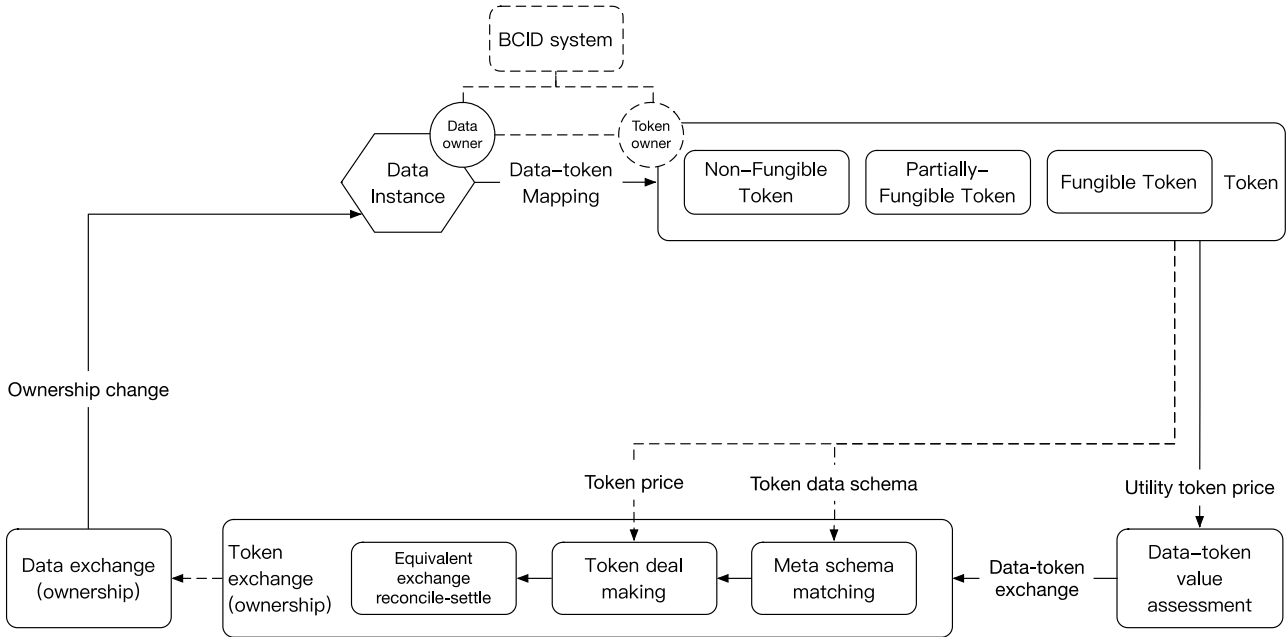 BCID system
Data
owner
Token
owner
Data
Instance
Data-token
Mapping
Non-Fungible
Token
Partially-
Fungible Token
Fungible Token
Token
Ownership change
Token price
Token data schema
Utility token price
Data exchange
(ownership)
Token
exchange
(ownership)
Equivalent
exchange
reconcile-settle
Token deal
making
Meta schema
matching
Data-token
exchange
Data-token
value
assessment